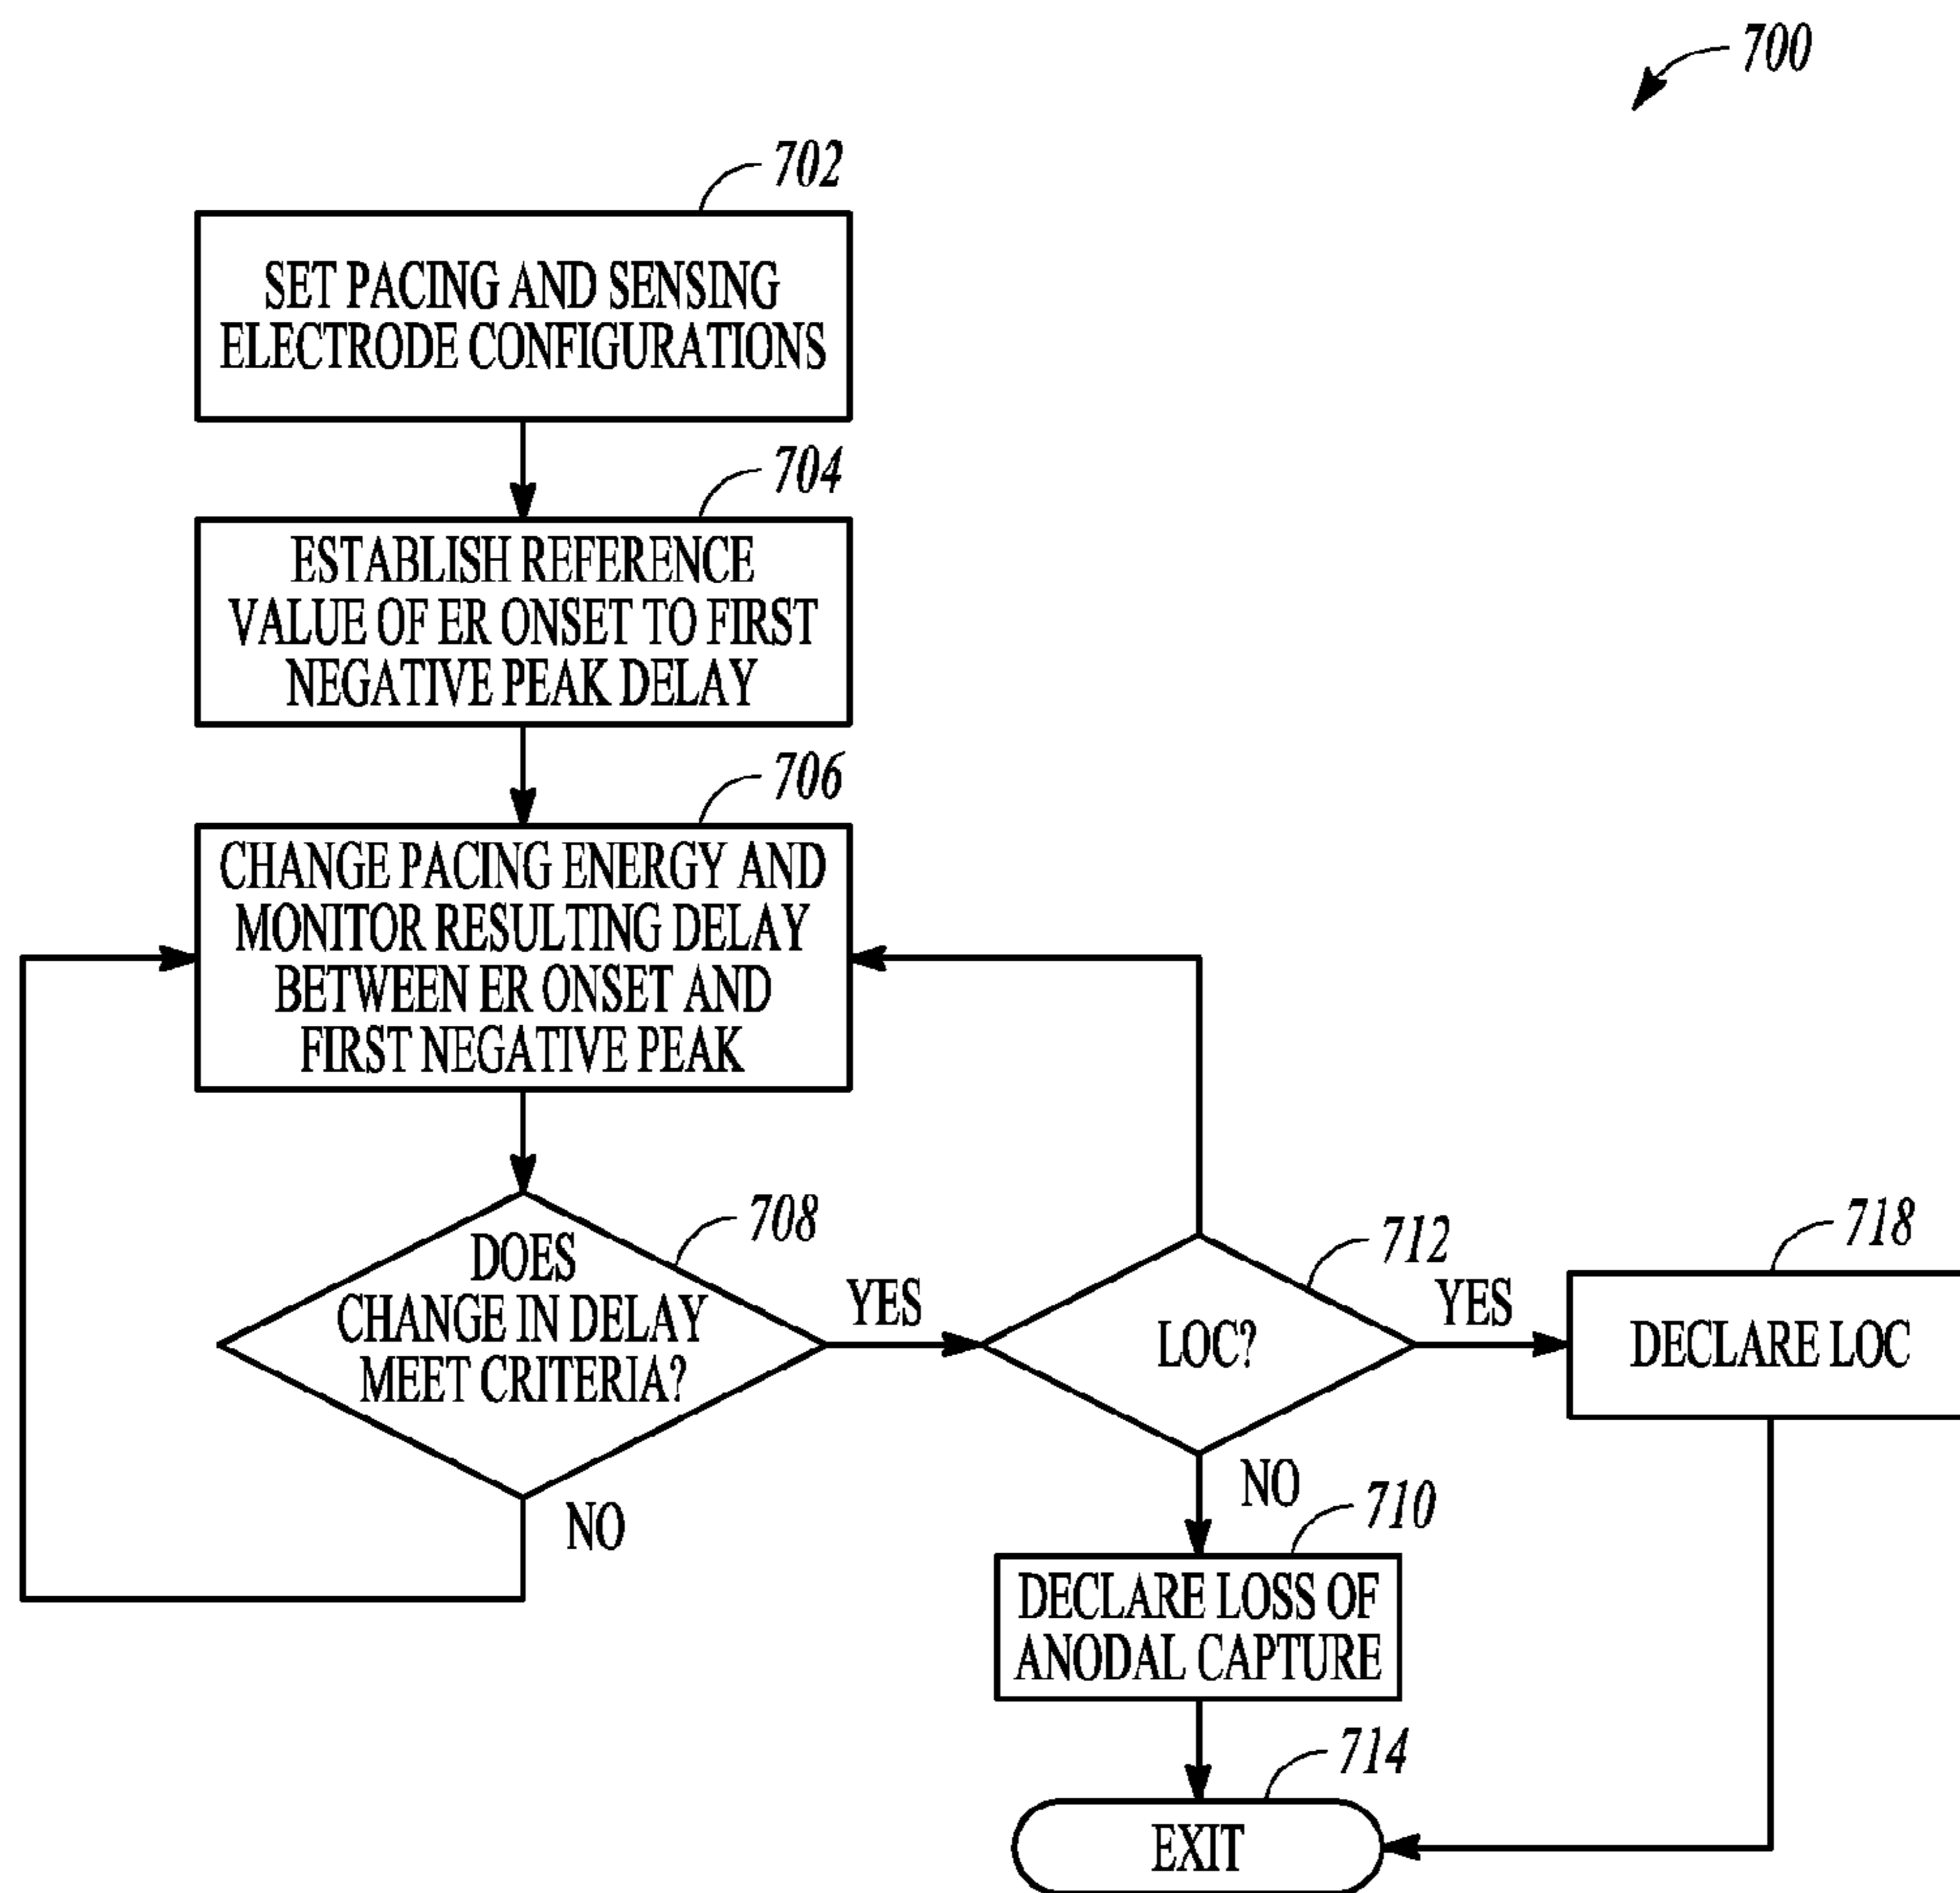 700
702
SET PACING AND SENSING
ELECTRODE CONFIGURATIONS
704
ESTABLISH REFERENCE
VALUE OF ER ONSET TO FIRST
NEGATIVE PEAK DELAY
706
CHANGE PACING ENERGY AND
MONITOR RESULTING DELAY
BETWEEN ER ONSET AND
FIRST NEGATIVE PEAK
708
DOES
CHANGE IN DELAY
MEET CRITERIA?
YES
NO
712
LOC?
YES
NO
718
DECLARE LOC
710
DECLARE LOSS OF
ANODAL CAPTURE
714
EXIT